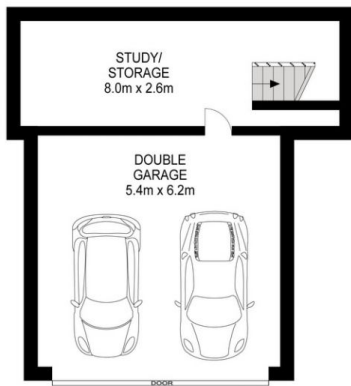 STUDY/
STORAGE
8.0m x 2.6m
DOUBLE
GARAGE
5.4m x 6.2m
DOOR